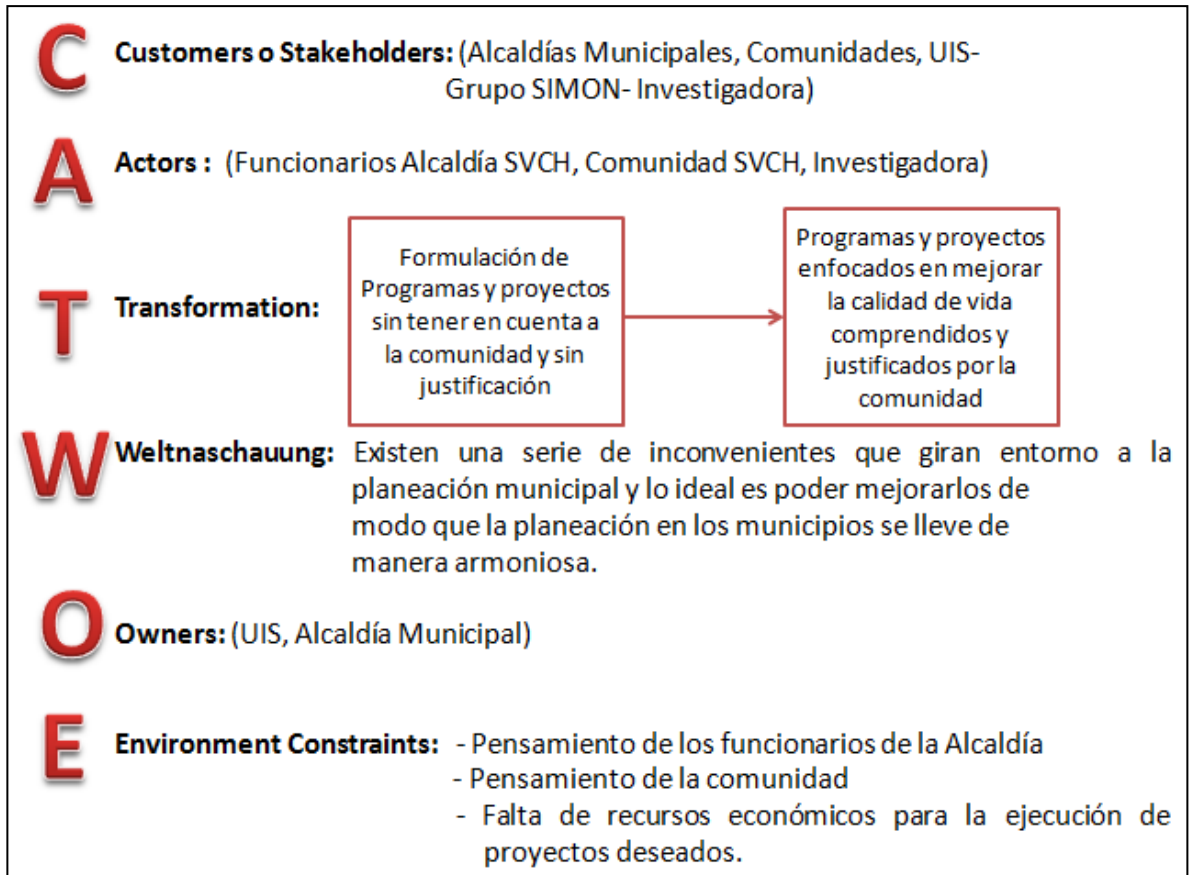 C
Customers o Stakeholders: (Alcaldías Municipales, Comunidades, UIS-
Grupo SIMON- Investigadora)
A
Actors : (Funcionarios Alcaldía SVCH, Comunidad SVCH, Investigadora)
T
Transformation:
Formulación de
Programas y proyectos
sin tener en cuenta a
la comunidad y sin
justificación
Programas y proyectos
enfocados en mejorar
la calidad de vida
comprendidos y
justificados por la
comunidad
W
Weltnaschauung: Existen una serie de inconvenientes que giran entorno a la
planeación municipal y lo ideal es poder mejorarlos de
modo que la planeación en los municipios se lleve de
manera armoniosa.
O
Owners: (UIS, Alcaldía Municipal)
E
Environment Constraints: - Pensamiento de los funcionarios de la Alcaldía
- Pensamiento de la comunidad
- Falta de recursos económicos para la ejecución de
proyectos deseados.